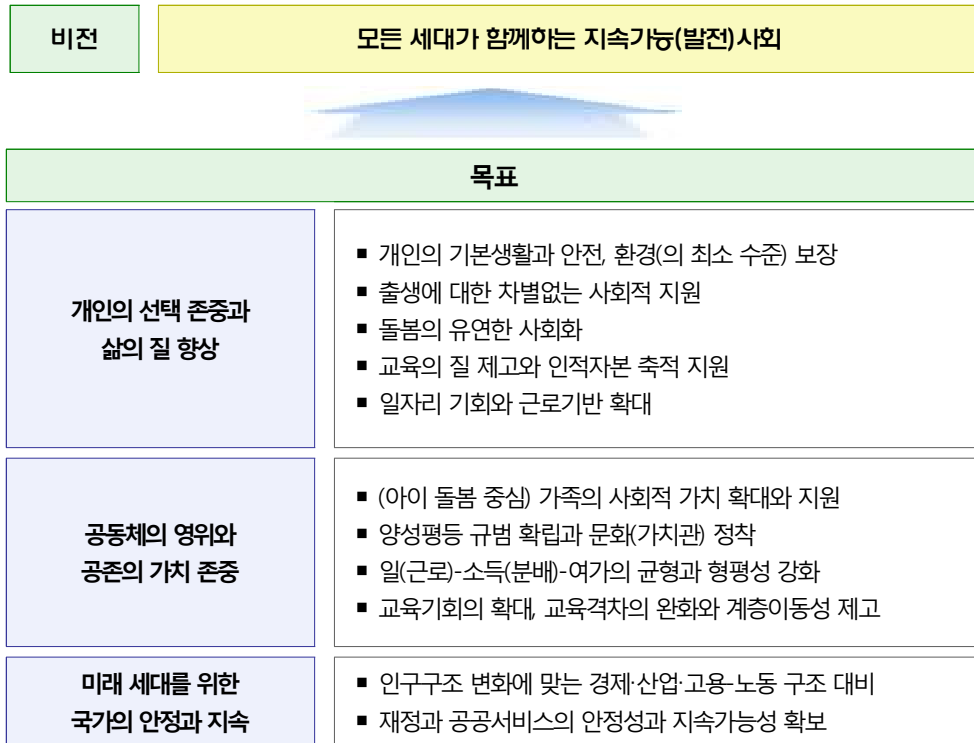 비전
모든 세대가 함께하는 지속가능(발전)사회
목표
개인의 선택 존중과
삶의 질 향상
▪ 개인의 기본생활과 안전, 환경(의 최소 수준) 보장
▪ 출생에 대한 차별없는 사회적 지원
▪ 돌봄의 유연한 사회화
▪ 교육의 질 제고와 인적자본 축적 지원
▪ 일자리 기회와 근로기반 확대
공동체의 영위와
공존의 가치 존중
▪ (아이 돌봄 중심) 가족의 사회적 가치 확대와 지원
▪ 양성평등 규범 확립과 문화(가치관) 정착
▪ 일(근로)-소득(분배)-여가의 균형과 형평성 강화
▪ 교육기회의 확대, 교육격차의 완화와 계층이동성 제고
미래 세대를 위한
국가의 안정과 지속
▪ 인구구조 변화에 맞는 경제·산업·고용-노동 구조 대비
▪ 재정과 공공서비스의 안정성과 지속가능성 확보